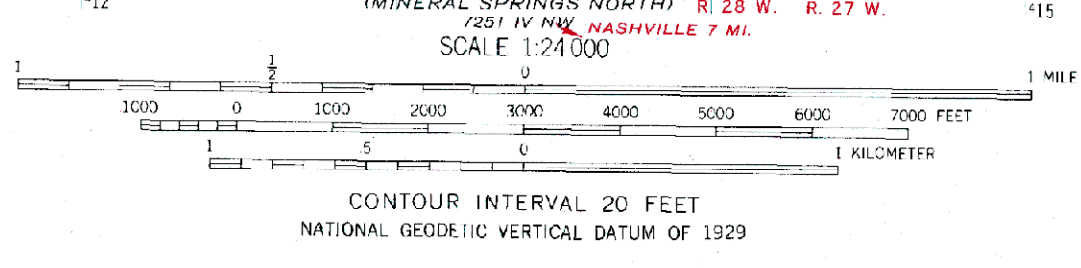 412 (MINERAL SPRINGS NORTH) R. 28 W. R. 27 W. 415
7251 IV NW NASHVILLE 7 MI.
SCALE 1:24 000
1 1/2 0 1 MILE
1000 0 1000 2000 3000 4000 5000 6000 7000 FEET
1 .5 0 1 KILOMETER
CONTOUR INTERVAL 20 FEET
NATIONAL GEODETIC VERTICAL DATUM OF 1929